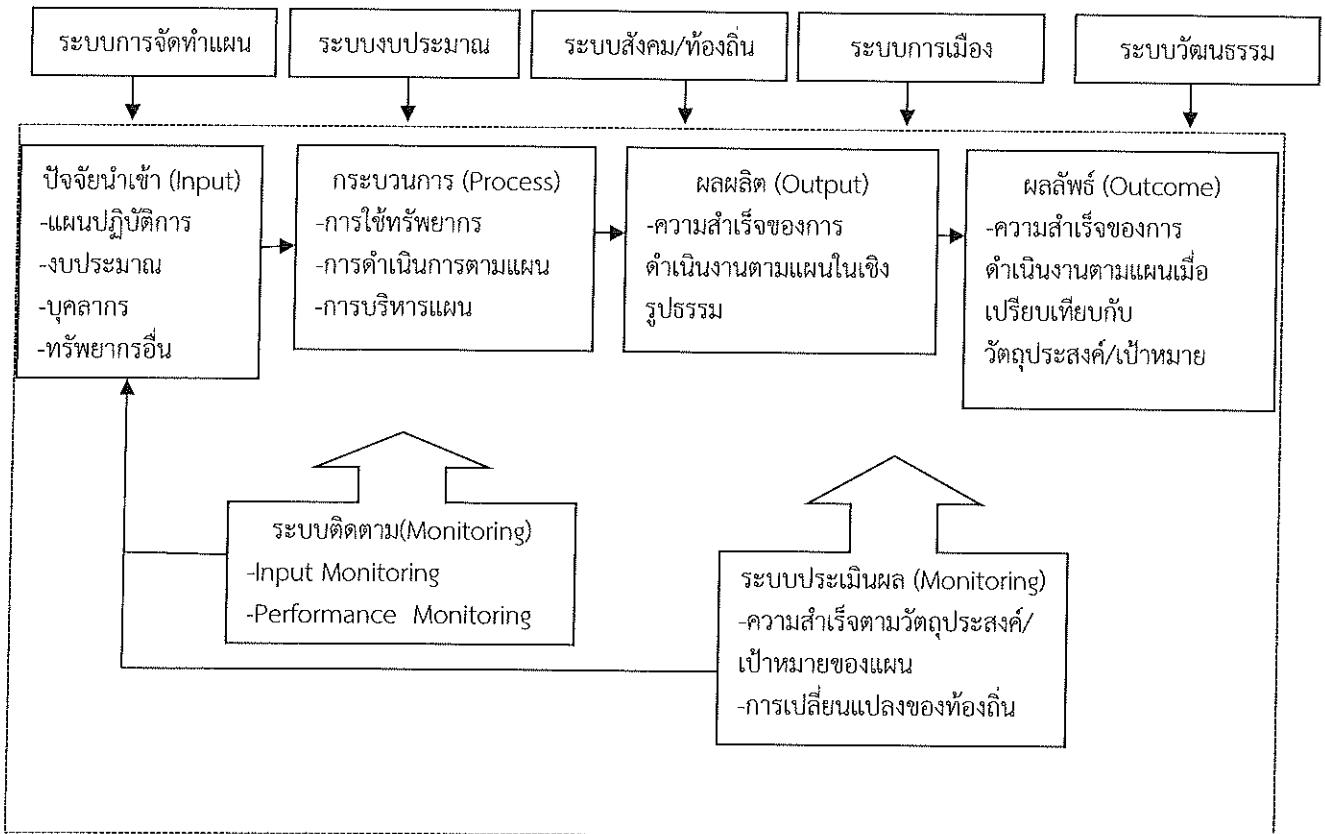 ระบบการจัดทำแผน
ระบบงบประมาณ
ระบบสังคม/ท้องถิ่น
ระบบการเมือง
ระบบวัฒนธรรม
ปัจจัยนำเข้า (Input)
-แผนปฏิบัติการ
-งบประมาณ
-บุคลากร
-ทรัพยากรอื่น
กระบวนการ (Process)
-การใช้ทรัพยากร
-การดำเนินการตามแผน
-การบริหารแผน
ผลผลิต (Output)
-ความสำเร็จของการ
ดำเนินงานตามแผนในเชิง
รูปธรรม
ผลลัพธ์ (Outcome)
-ความสำเร็จของการ
ดำเนินงานตามแผนเมื่อ
เปรียบเทียบกับ
วัตถุประสงค์/เป้าหมาย
ระบบติดตาม(Monitoring)
-Input Monitoring
-Performance Monitoring
ระบบประเมินผล (Monitoring)
-ความสำเร็จตามวัตถุประสงค์/
เป้าหมายของแผน
-การเปลี่ยนแปลงของท้องถิ่น